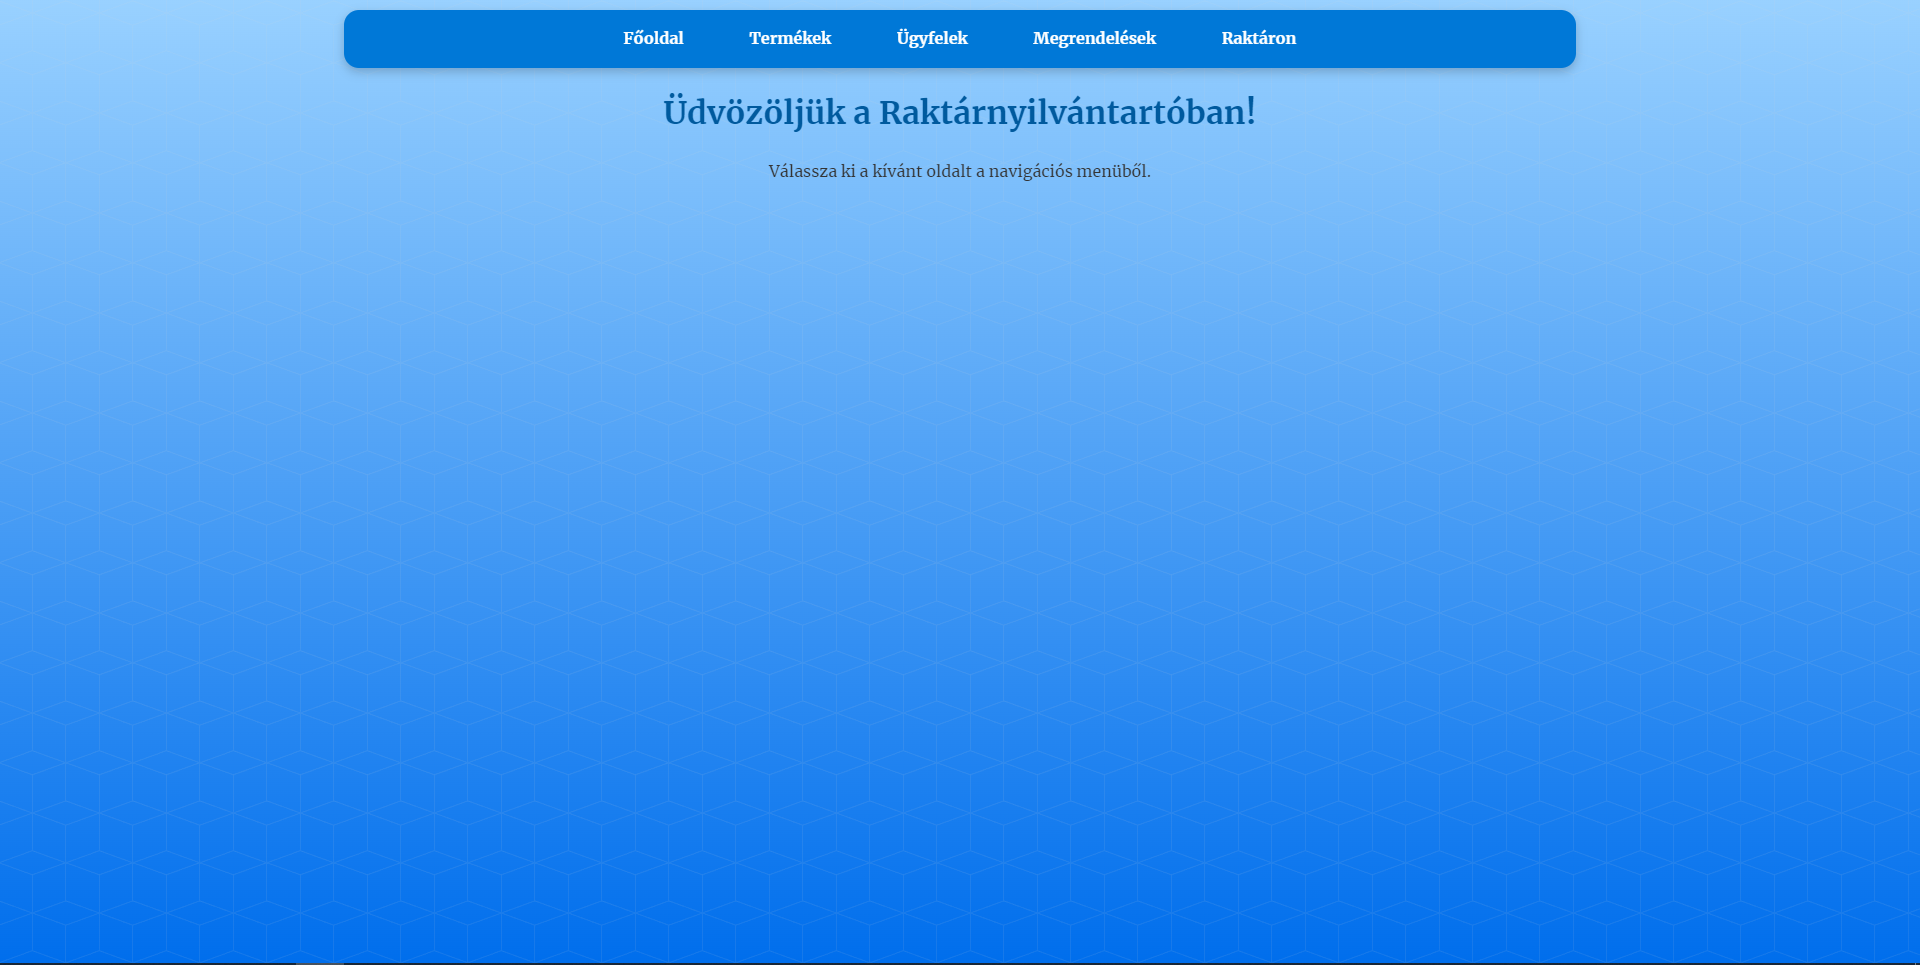 Főoldal Termékek Ügyfelek Megrendelések Raktáron
Üdvözöljük a Raktárnyilvántartóban!
Válassza ki a kívánt oldalt a navigációs menüből.